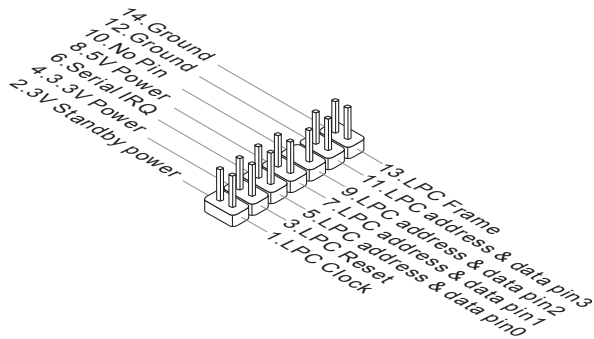 14.Ground
12.Ground
10.No Pin
8.5V Power
6.Serial IRQ
4.3.3V Power
2.3V Standby power
13.LPC Frame
11.LPC address & data pin3
9.LPC address & data pin2
7.LPC address & data pin1
5.LPC address & data pin0
3.LPC Reset
1.LPC Clock